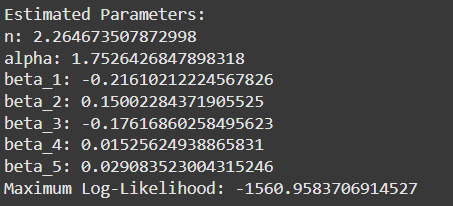 Estimated Parameters:
n: 2.264673507872998
alpha: 1.7526426847898318
beta_1: -0.21610212224567826
beta_2: 0.15002284371905525
beta_3: -0.17616860258495623
beta_4: 0.01525624938865831
beta_5: 0.029083523004315246
Maximum Log-Likelihood: -1560.9583706914527